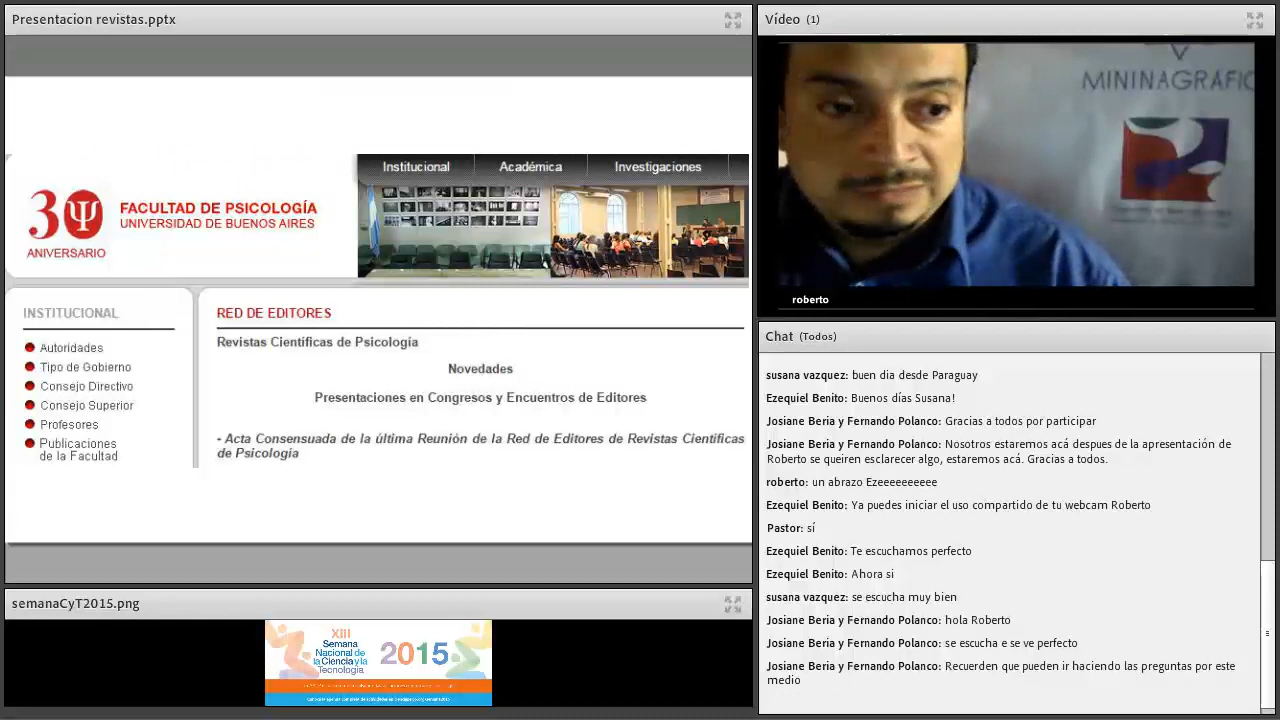 Presentacion revistas.pptx
Institucional
Académica
Investigaciones
30
ANIVERSARIO
FACULTAD DE PSICOLOGÍA
UNIVERSIDAD DE BUENOS AIRES
INSTITUCIONAL
Autoridades
Tipo de Gobierno
Consejo Directivo
Consejo Superior
Profesores
Publicaciones
de la Facultad
RED DE EDITORES
Revistas Científicas de Psicología
Novedades
Presentaciones en Congresos y Encuentros de Editores
- Acta Consensuada de la última Reunión de la Red de Editores de Revistas Científicas
de Psicología
semanaCyT2015.png
XIII
Semana
Nacional de
la Ciencia y la
Tecnología
2015
Vídeo (1)
MININAGRAFIC
roberto
Chat (Todos)
susana vazquez: buen dia desde Paraguay
Ezequiel Benito: Buenos días Susana!
Josiane Beria y Fernando Polanco: Gracias a todos por participar
Josiane Beria y Fernando Polanco: Nosotros estaremos acá despues de la apresentación de
Roberto se queiren esclarecer algo, estaremos acá. Gracias a todos.
roberto: un abrazo Ezeeeeeeeeee
Ezequiel Benito: Ya puedes iniciar el uso compartido de tu webcam Roberto
Pastor: sí
Ezequiel Benito: Te escuchamos perfecto
Ezequiel Benito: Ahora si
susana vazquez: se escucha muy bien
Josiane Beria y Fernando Polanco: hola Roberto
Josiane Beria y Fernando Polanco: se escucha e se ve perfecto
Josiane Beria y Fernando Polanco: Recuerden que pueden ir haciendo las preguntas por este
medio